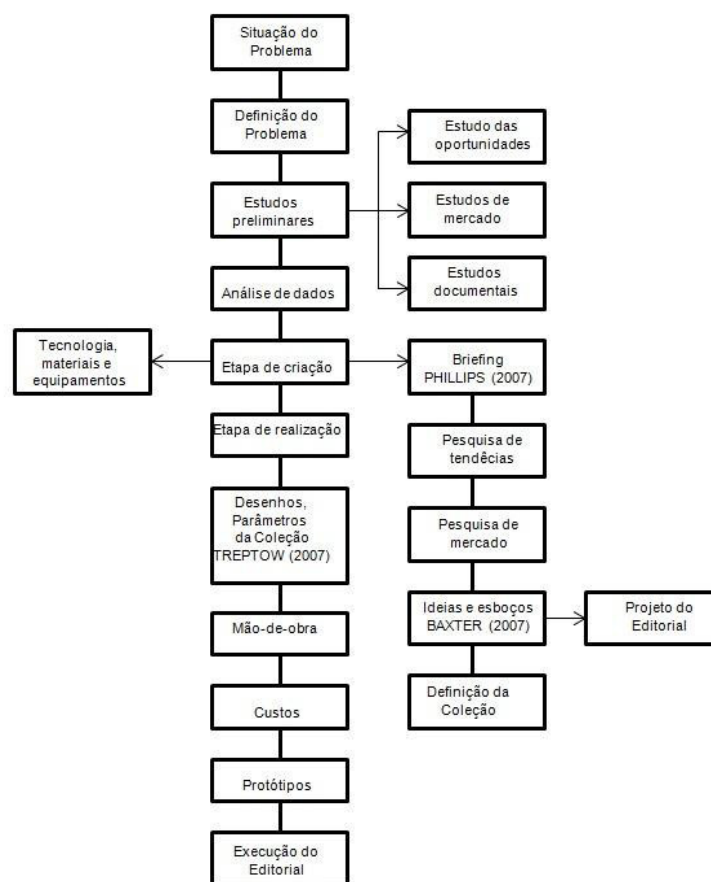 Situação do
Problema
Definição do
Problema
Estudo das
oportunidades
Estudos
preliminares
Estudos de
mercado
Estudos
documentais
Análise de dados
Tecnologia,
materiais e
equipamentos
Etapa de criação
Briefing
PHILLIPS (2007)
Etapa de realização
Pesquisa de
tendêcias
Desenhos,
Parâmetros
da Coleção
TREPTOW (2007)
Pesquisa de
mercado
Mão-de-obra
Ideias e esboços
BAXTER (2007)
Projeto do
Editorial
Definição da
Coleção
Custos
Protótipos
Execução do
Editorial